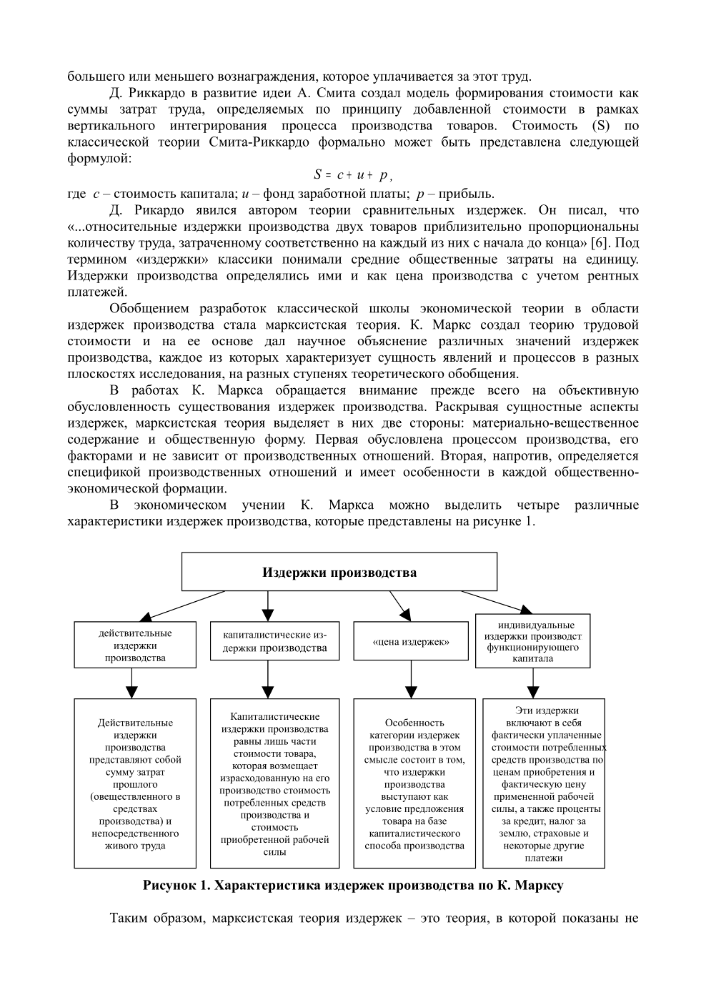 большего или меньшего вознаграждения, которое уплачивается за этот труд.
Д. Риккардо в развитие идеи А. Смита создал модель формирования стоимости как
суммы затрат труда, определяемых по принципу добавленной стоимости в рамках
вертикального интегрирования процесса производства товаров. Стоимость (S) по
классической теории Смита-Риккардо формально может быть представлена следующей
формулой:
S = c + u + p ,
где c – стоимость капитала; u – фонд заработной платы; p – прибыль.
Д. Рикардо явился автором теории сравнительных издержек. Он писал, что
«...относительные издержки производства двух товаров приблизительно пропорциональны
количеству труда, затраченному соответственно на каждый из них с начала до конца» [6]. Под
термином «издержки» классики понимали средние общественные затраты на единицу.
Издержки производства определялись ими и как цена производства с учетом рентных
платежей.
Обобщением разработок классической школы экономической теории в области
издержек производства стала марксистская теория. К. Маркс создал теорию трудовой
стоимости и на ее основе дал научное объяснение различных значений издержек
производства, каждое из которых характеризует сущность явлений и процессов в разных
плоскостях исследования, на разных ступенях теоретического обобщения.
В работах К. Маркса обращается внимание прежде всего на объективную
обусловленность существования издержек производства. Раскрывая сущностные аспекты
издержек, марксистская теория выделяет в них две стороны: материально-вещественное
содержание и общественную форму. Первая обусловлена процессом производства, его
факторами и не зависит от производственных отношений. Вторая, напротив, определяется
спецификой производственных отношений и имеет особенности в каждой общественно-
экономической формации.
В экономическом учении К. Маркса можно выделить четыре различные
характеристики издержек производства, которые представлены на рисунке 1.
Издержки производства
действительные
издержки
производства
капиталистические из-
держки производства
«цена издержек»
индивидуальные
издержки производст
функционирующего
капитала
Действительные
издержки
производства
представляют собой
сумму затрат
прошлого
(овеществленного в
средствах
производства) и
непосредственного
живого труда
Капиталистические
издержки производства
равны лишь части
стоимости товара,
которая возмещает
израсходованную на его
производство стоимость
потребленных средств
производства и
стоимость
приобретенной рабочей
силы
Особенность
категории издержек
производства в этом
смысле состоит в том,
что издержки
производства
выступают как
условие предложения
товара на базе
капиталистического
способа производства
Эти издержки
включают в себя
фактически уплаченные
стоимости потребленных
средств производства по
ценам приобретения и
фактическую цену
примененной рабочей
силы, а также проценты
за кредит, налог за
землю, страховые и
некоторые другие
платежи
Рисунок 1. Характеристика издержек производства по К. Марксу
Таким образом, марксистская теория издержек – это теория, в которой показаны не